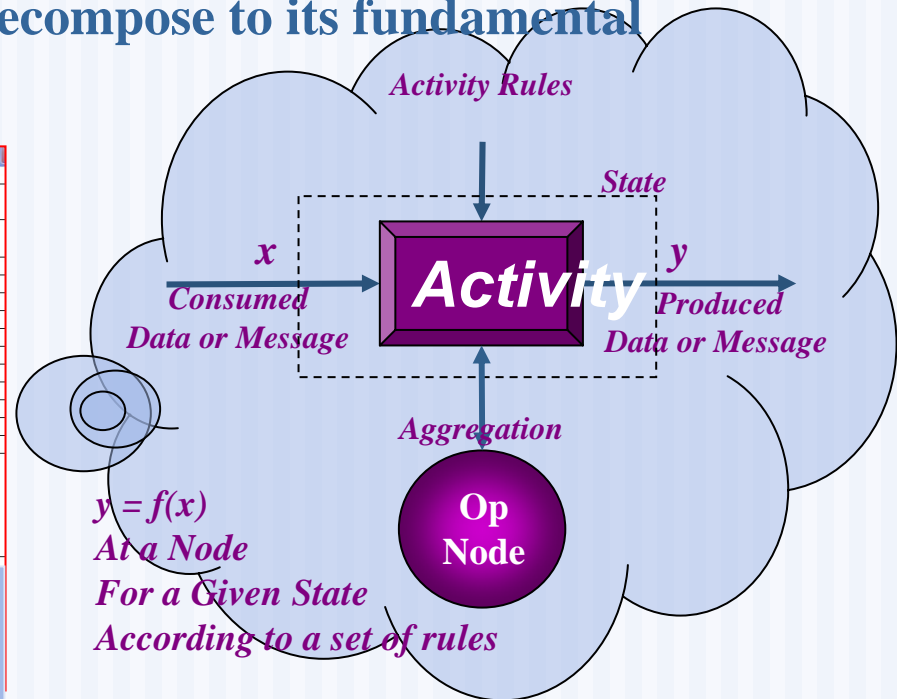 ecompose to its fundamental
Activity Rules
State
x
y
Activity
Consumed
Data or Message
Produced
Data or Message
Aggregation
Op
Node
y = f(x)
At a Node
For a Given State
According to a set of rules